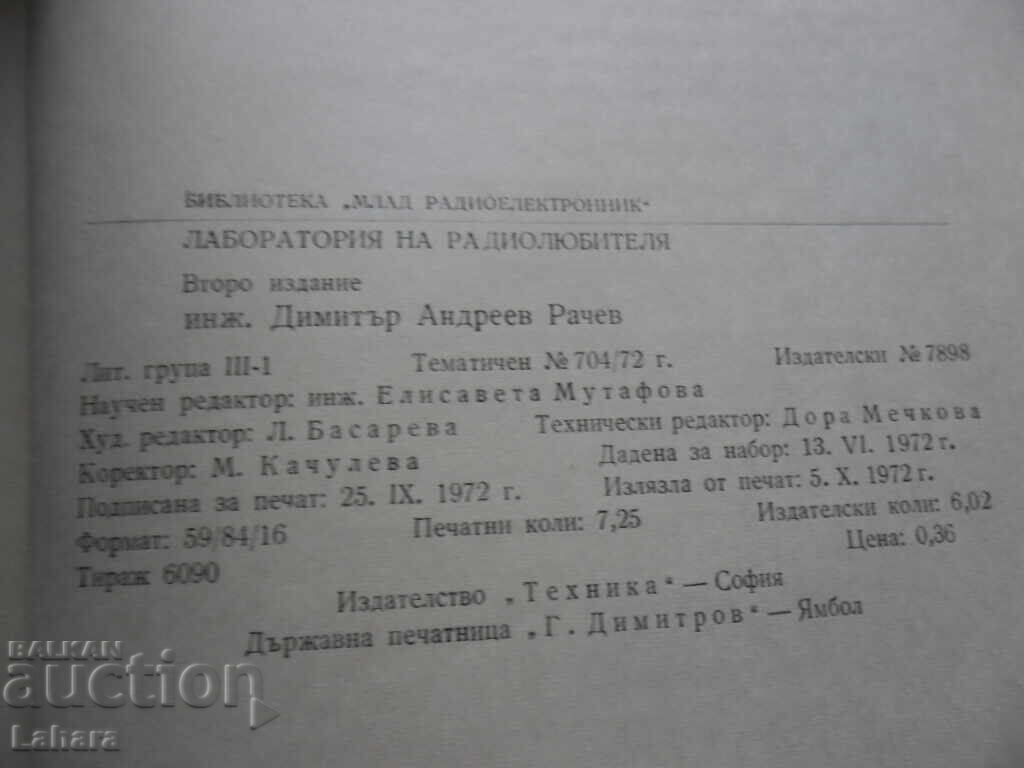 БИБЛИОТЕКА „МЛАД РАДИОЕЛЕКТРОННИК“
ЛАБОРАТОРИЯ НА РАДИОЛЮБИТЕЛЯ
Второ издание
инж. Димитър Андреев Рачев
Лит. група III-1 Тематичен № 704/72 г. Издателски № 7898
Научен редактор: инж. Елисавета Мутафова
Худ. редактор: Л. Басарева Технически редактор: Дора Мечкова
Коректор: М. Качулева Дадена за набор: 13. VI. 1972 г.
Подписана за печат: 25. IX. 1972 г. Излязла от печат: 5. X. 1972 г.
Формат: 59/84/16 Печатни коли: 7,25 Издателски коли: 6,02
Тираж 6090 Цена: 0,36
Издателство „Техника“ — София
Държавна печатница „Г. Димитров“ — Ямбол
BALKAN
auction
Lahara